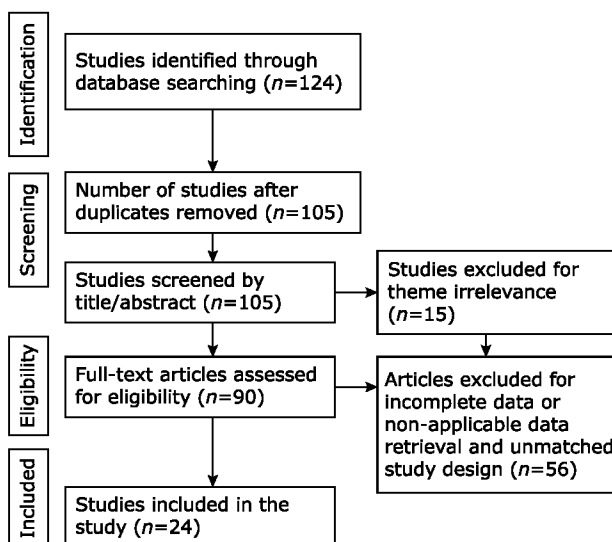 Identification
Studies identified through
database searching (n=124)
Screening
Number of studies after
duplicates removed (n=105)
Studies screened by
title/abstract (n=105)
Studies excluded for
theme irrelevance
(n=15)
Eligibility
Full-text articles assessed
for eligibility (n=90)
Articles excluded for
incomplete data or
non-applicable data
retrieval and unmatched
study design (n=56)
Included
Studies included in the
study (n=24)